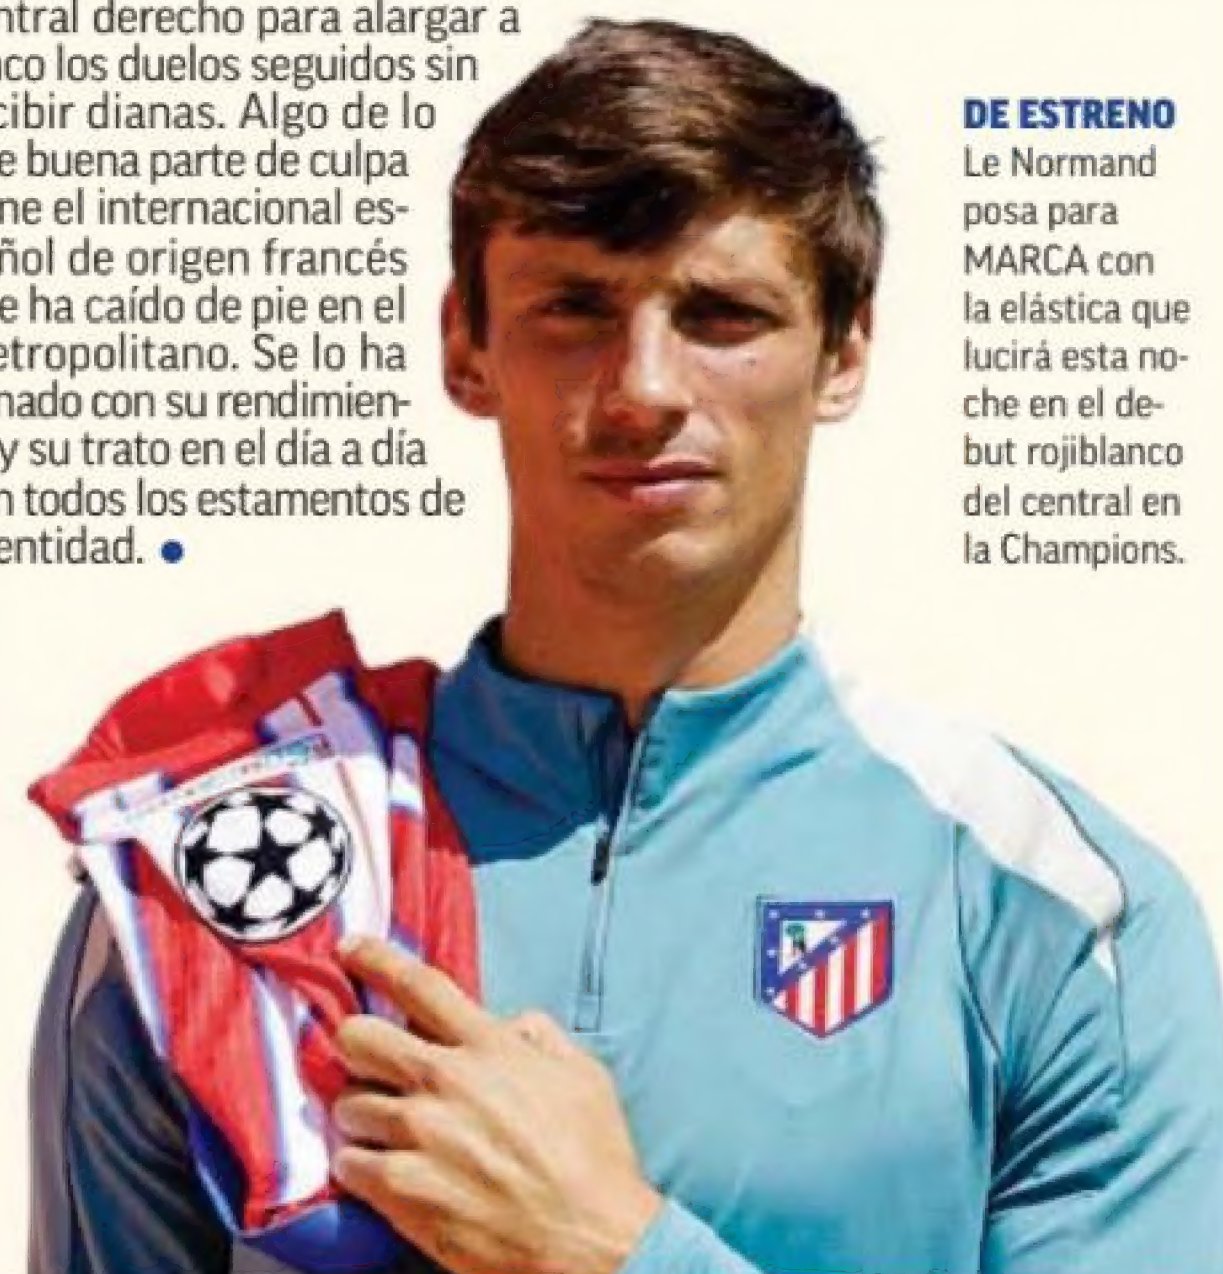 ntral derecho para alargar a
nco los duelos seguidos sin
cibir dianas. Algo de lo
e buena parte de culpa
ne el internacional es-
ñol de origen francés
e ha caído de pie en el
etropolitano. Se lo ha
nado con su rendimien-
y su trato en el día a día
n todos los estamentos de
entidad.
DE ESTRENO
Le Normand
posa para
MARCA con
la elástica que
lucirá esta no-
che en el de-
but rojiblanco
del central en
la Champions.